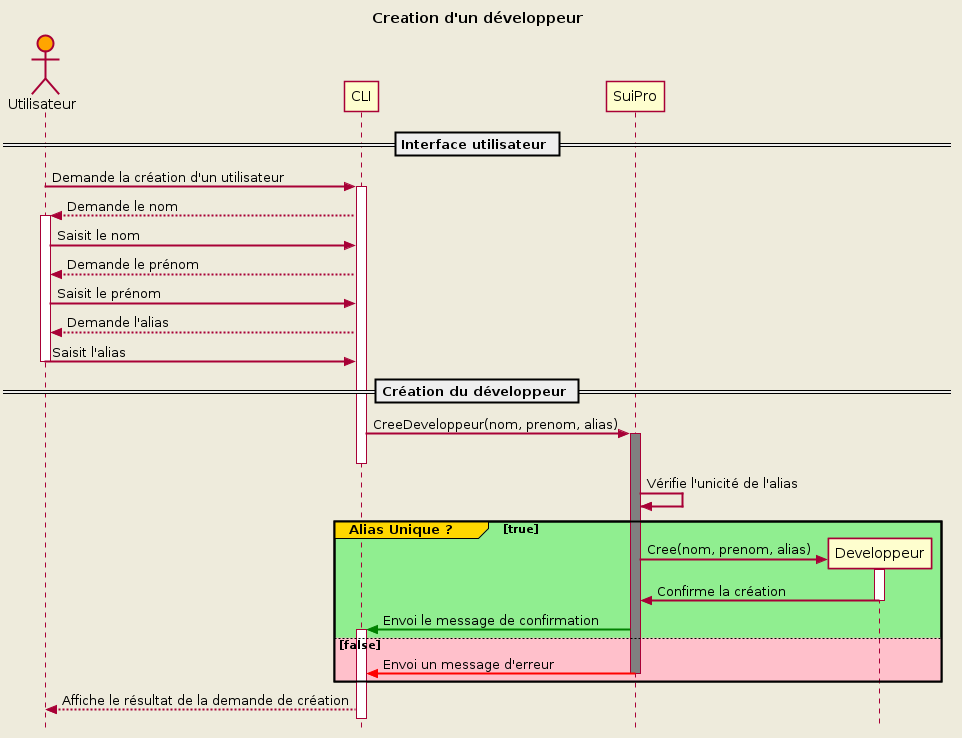 Creation d'un développeur
Utilisateur
CLI
SuiPro
Interface utilisateur
Demande la création d'un utilisateur
Demande le nom
Saisit le nom
Demande le prénom
Saisit le prénom
Demande l'alias
Saisit l'alias
Création du développeur
CreeDeveloppeur(nom, prenom, alias)
Vérifie l'unicité de l'alias
Alias Unique ? [true]
Cree(nom, prenom, alias)
Developpeur
Confirme la création
Envoi le message de confirmation
[false]
Envoi un message d'erreur
Affiche le résultat de la demande de création